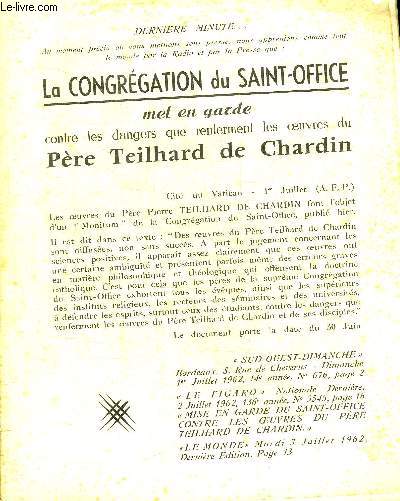 Le-livre.fr
DERNIERE MINUTE...
Au moment précis où nous mettons sous presse, nous apprenons comme tout
le monde par la Radio et par la Presse que :
La CONGRÉGATION du SAINT-OFFICE
met en garde
contre les dangers que renferment les œuvres du
Père Teilhard de Chardin
Cité du Vatican - 1er Juillet (A.F.P.)
Les œuvres du Père Pierre TEILHARD DE CHARDIN font l'objet
d'un "Monitum" de la Congrégation du Saint-Office, publié hier.
Il est dit dans ce texte : "Des œuvres du Père Teilhard de Chardin
sont diffusées, non sans succès. A part le jugement concernant les
sciences positives, il apparaît assez clairement que ces œuvres ont
une certaine ambiguïté et présentent parfois même, des erreurs graves
en matière philosophique et théologique qui offensent la doctrine
catholique. C'est pour cela que les pères de la suprême Congrégation
du Saint-Office exhortent tous les évêques, ainsi que les supérieurs
des instituts religieux, les recteurs des séminaires et des universités,
à défendre les esprits, surtout ceux des étudiants, contre les dangers que
renferment les œuvres du Père Teilhard de Chardin et de ses disciples."
Le document porte la date du 30 Juin
« SUD OUEST-DIMANCHE »
Bordeaux, 8, Rue de Cheverus - Dimanche
1er Juillet 1962, 14e année, N° 676, page 2
« LE FIGARO » Nationale Dernière,
2 Juillet 1962, 136e année, N° 5545, page 16
« MISE EN GARDE DU SAINT-OFFICE
CONTRE LES ŒUVRES DU PÈRE
TEILHARD DE CHARDIN. »
«LE MONDE» Mardi 3 Juillet 1962,
Dernière Edition, Page 13